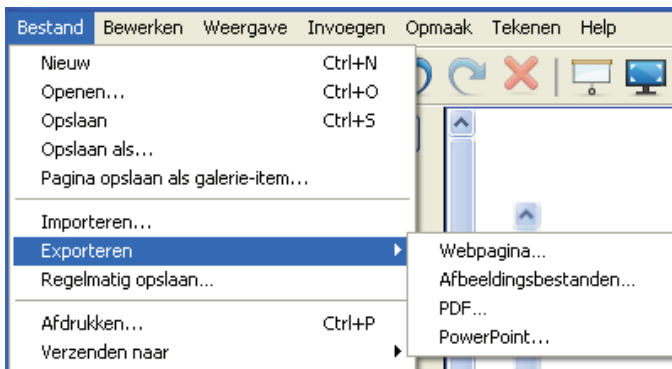 Bestand Bewerken Weergave Invoegen Opmaak Tekenen Help
Nieuw Ctrl+N
Openen... Ctrl+O
Opslaan Ctrl+S
Opslaan als...
Pagina opslaan als galerie-item...
Importeren...
Exporteren
Regelmatig opslaan...
Afdrukken... Ctrl+P
Verzenden naar
Webpagina...
Afbeeldingsbestanden...
PDF...
PowerPoint...